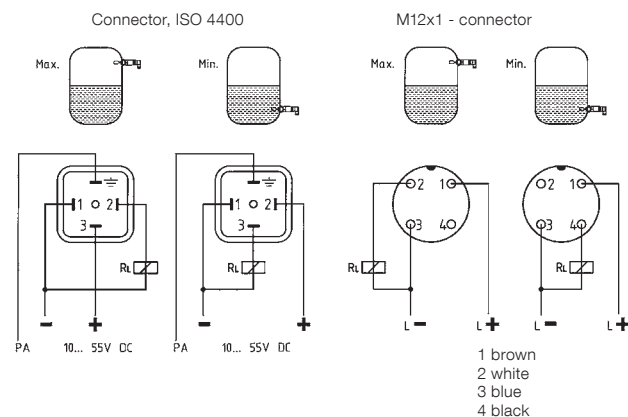 Connector, ISO 4400
M12x1 - connector
Max.
Min.
Max.
Min.
1 2
3
1 2
3
2 1
3 4
2 1
3 4
RL
RL
RL
RL
- +
- +
L - L +
L - L +
PA 10... 55V DC
PA 10... 55V DC
1 brown
2 white
3 blue
4 black